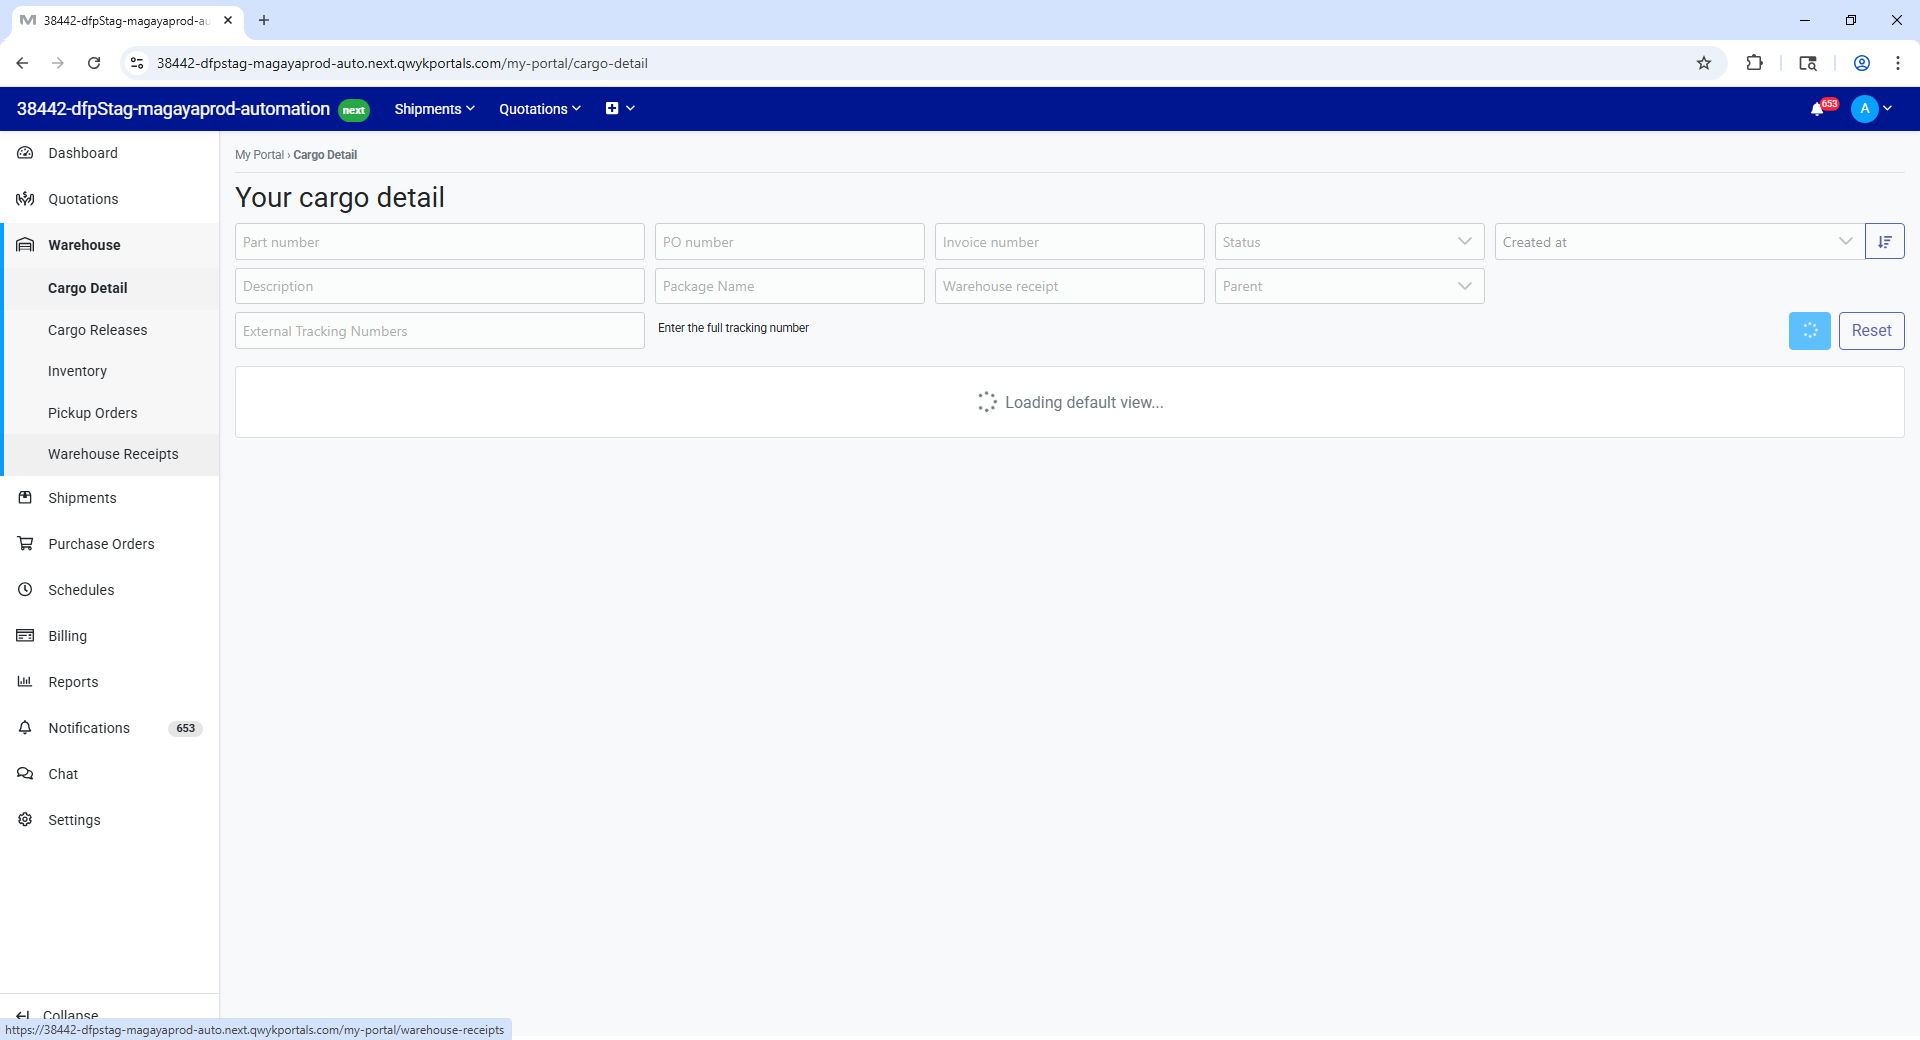 38442-dfpStag-magayaprod-au
38442-dfpstag-magayaprod-auto.next.qwykportals.com/my-portal/cargo-detail
38442-dfpStag-magayaprod-automation next Shipments Quotations 653 A
Dashboard
Quotations
Warehouse
Cargo Detail
Cargo Releases
Inventory
Pickup Orders
Warehouse Receipts
Shipments
Purchase Orders
Schedules
Billing
Reports
Notifications 653
Chat
Settings
Collapse
My Portal › Cargo Detail
Your cargo detail
Part number PO number Invoice number Status Created at
Description Package Name Warehouse receipt Parent
External Tracking Numbers Enter the full tracking number Reset
Loading default view...
https://38442-dfpstag-magayaprod-auto.next.qwykportals.com/my-portal/warehouse-receipts